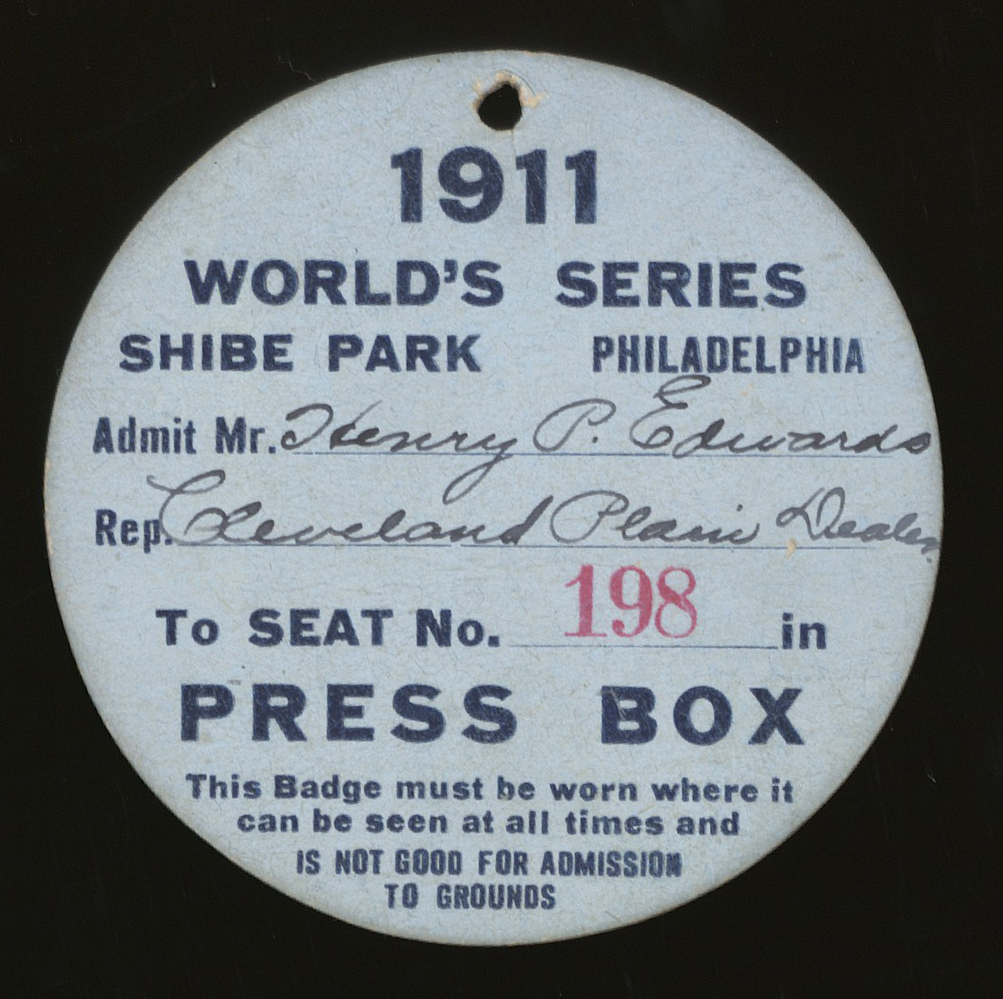 1911
WORLD'S SERIES
SHIBE PARK PHILADELPHIA
Admit Mr. Henry P. Edwards
Rep. Cleveland Plain Dealer
To SEAT No. 198 in
PRESS BOX
This Badge must be worn where it
can be seen at all times and
IS NOT GOOD FOR ADMISSION
TO GROUNDS